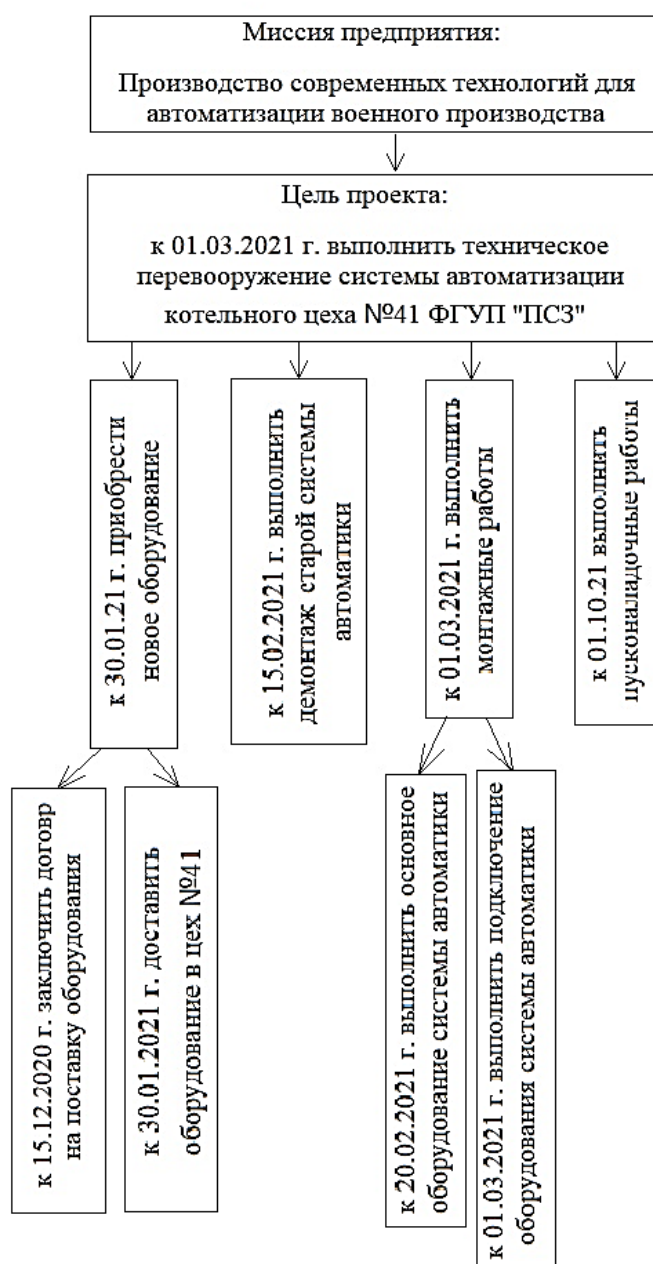 Миссия предприятия:
Производство современных технологий для
автоматизации военного производства
Цель проекта:
к 01.03.2021 г. выполнить техническое
перевооружение системы автоматизации
котельного цеха №41 ФГУП "ПСЗ"
к 30.01.21 г. приобрести
новое оборудование
к 15.02.2021 г. выполнить
демонтаж старой системы
автоматики
к 01.03.2021 г. выполнить
монтажные работы
к 01.10.21 выполнить
пусконаладочные работы
к 15.12.2020 г. заключить договр
на поставку оборудования
к 30.01.2021 г. доставить
оборудование в цех №41
к 20.02.2021 г. выполнить основное
оборудование системы автоматики
к 01.03.2021 г. выполнить подключение
оборудования системы автоматики